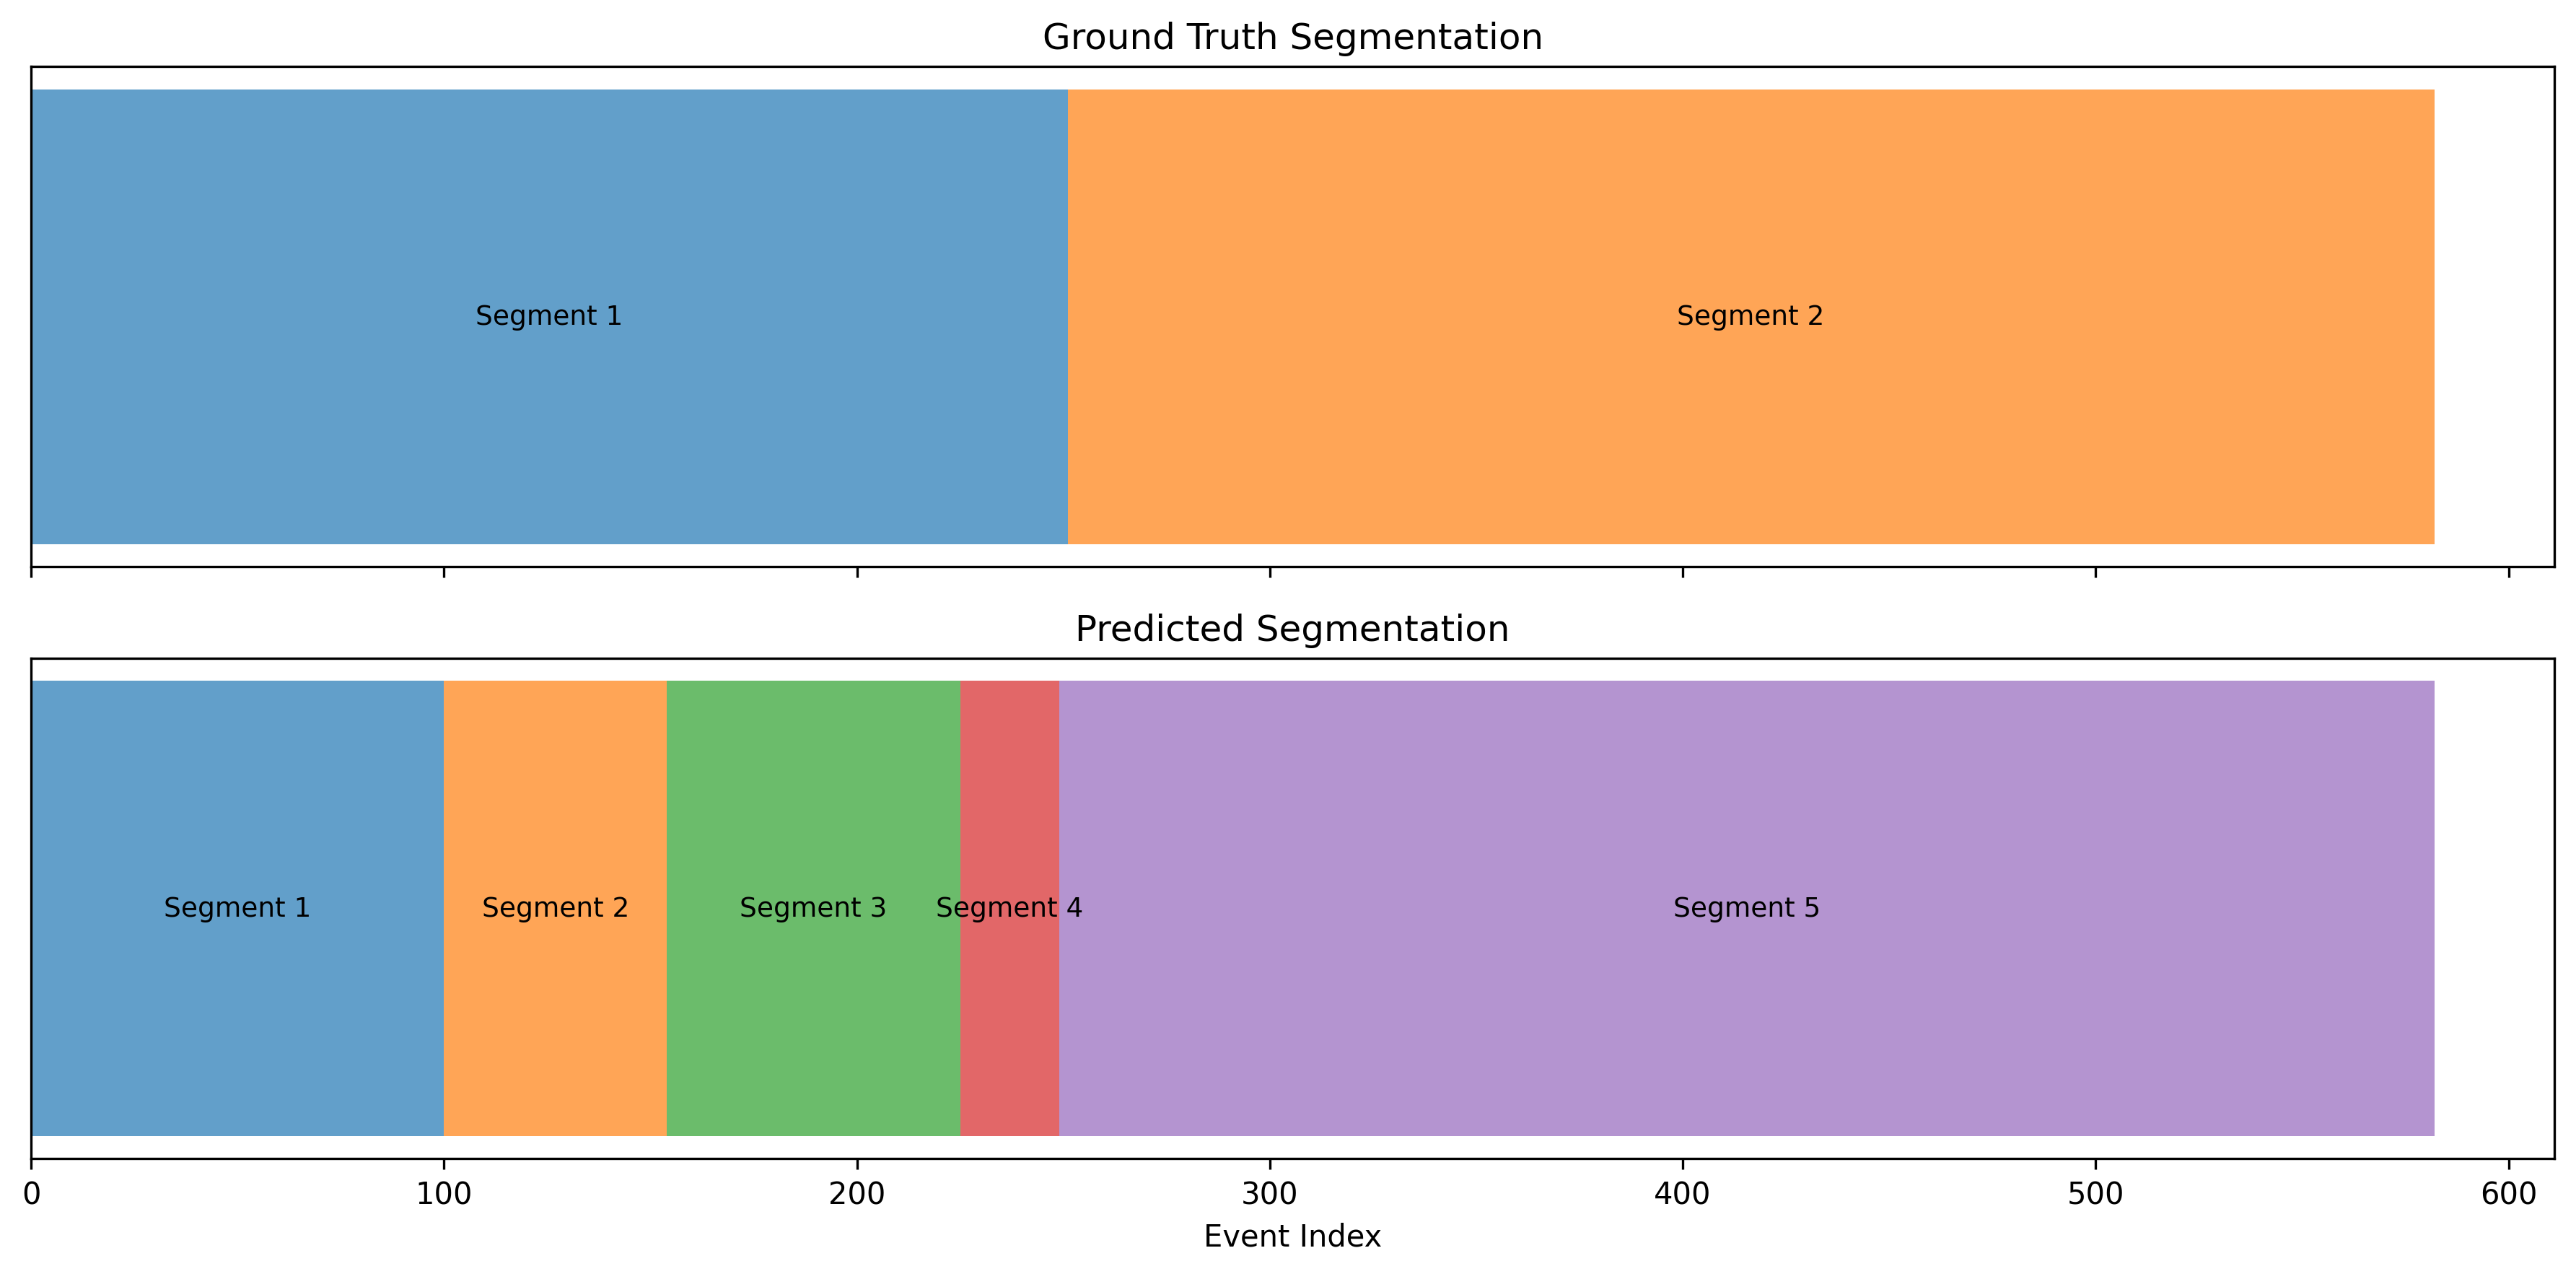 Ground Truth Segmentation
Segment 1 Segment 2
Predicted Segmentation
Segment 1 Segment 2 Segment 3 Segment 4 Segment 5
0 100 200 300 400 500 600
Event Index